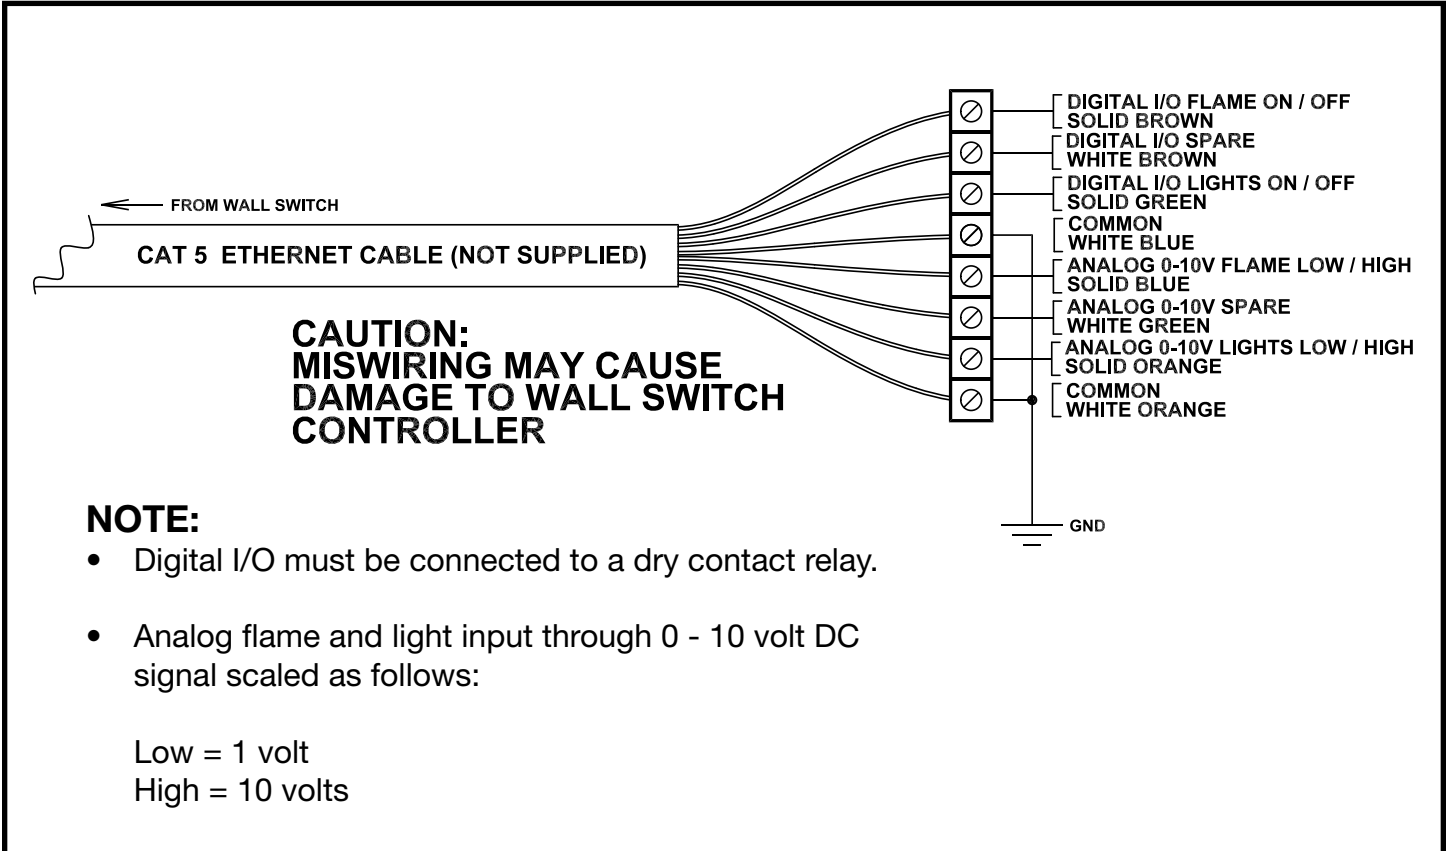 DIGITAL I/O FLAME ON / OFF
SOLID BROWN
DIGITAL I/O SPARE
WHITE BROWN
DIGITAL I/O LIGHTS ON / OFF
SOLID GREEN
COMMON
WHITE BLUE
ANALOG 0-10V FLAME LOW / HIGH
SOLID BLUE
ANALOG 0-10V SPARE
WHITE GREEN
ANALOG 0-10V LIGHTS LOW / HIGH
SOLID ORANGE
COMMON
WHITE ORANGE
FROM WALL SWITCH
CAT 5 ETHERNET CABLE (NOT SUPPLIED)
CAUTION:
MISWIRING MAY CAUSE
DAMAGE TO WALL SWITCH
CONTROLLER
GND
NOTE:
• Digital I/O must be connected to a dry contact relay.
• Analog flame and light input through 0 - 10 volt DC
signal scaled as follows:
Low = 1 volt
High = 10 volts